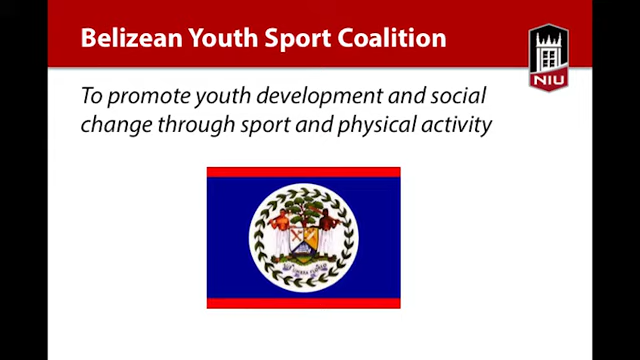 Belizean Youth Sport Coalition
NIU
To promote youth development and social
change through sport and physical activity